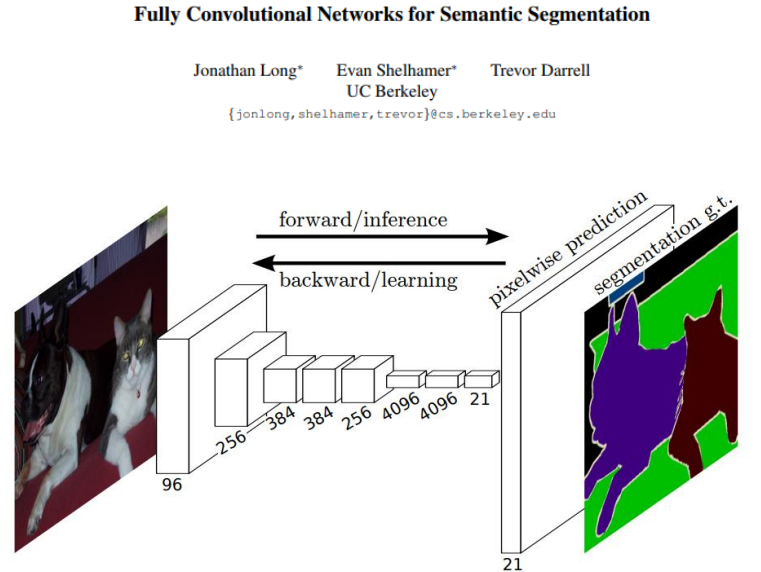 Fully Convolutional Networks for Semantic Segmentation
Jonathan Long* Evan Shelhamer* Trevor Darrell
UC Berkeley
{jonlong,shelhamer,trevor}@cs.berkeley.edu
forward/inference
backward/learning
pixelwise prediction
segmentation g.t.
96
256
384
384
256
4096
4096
21
21